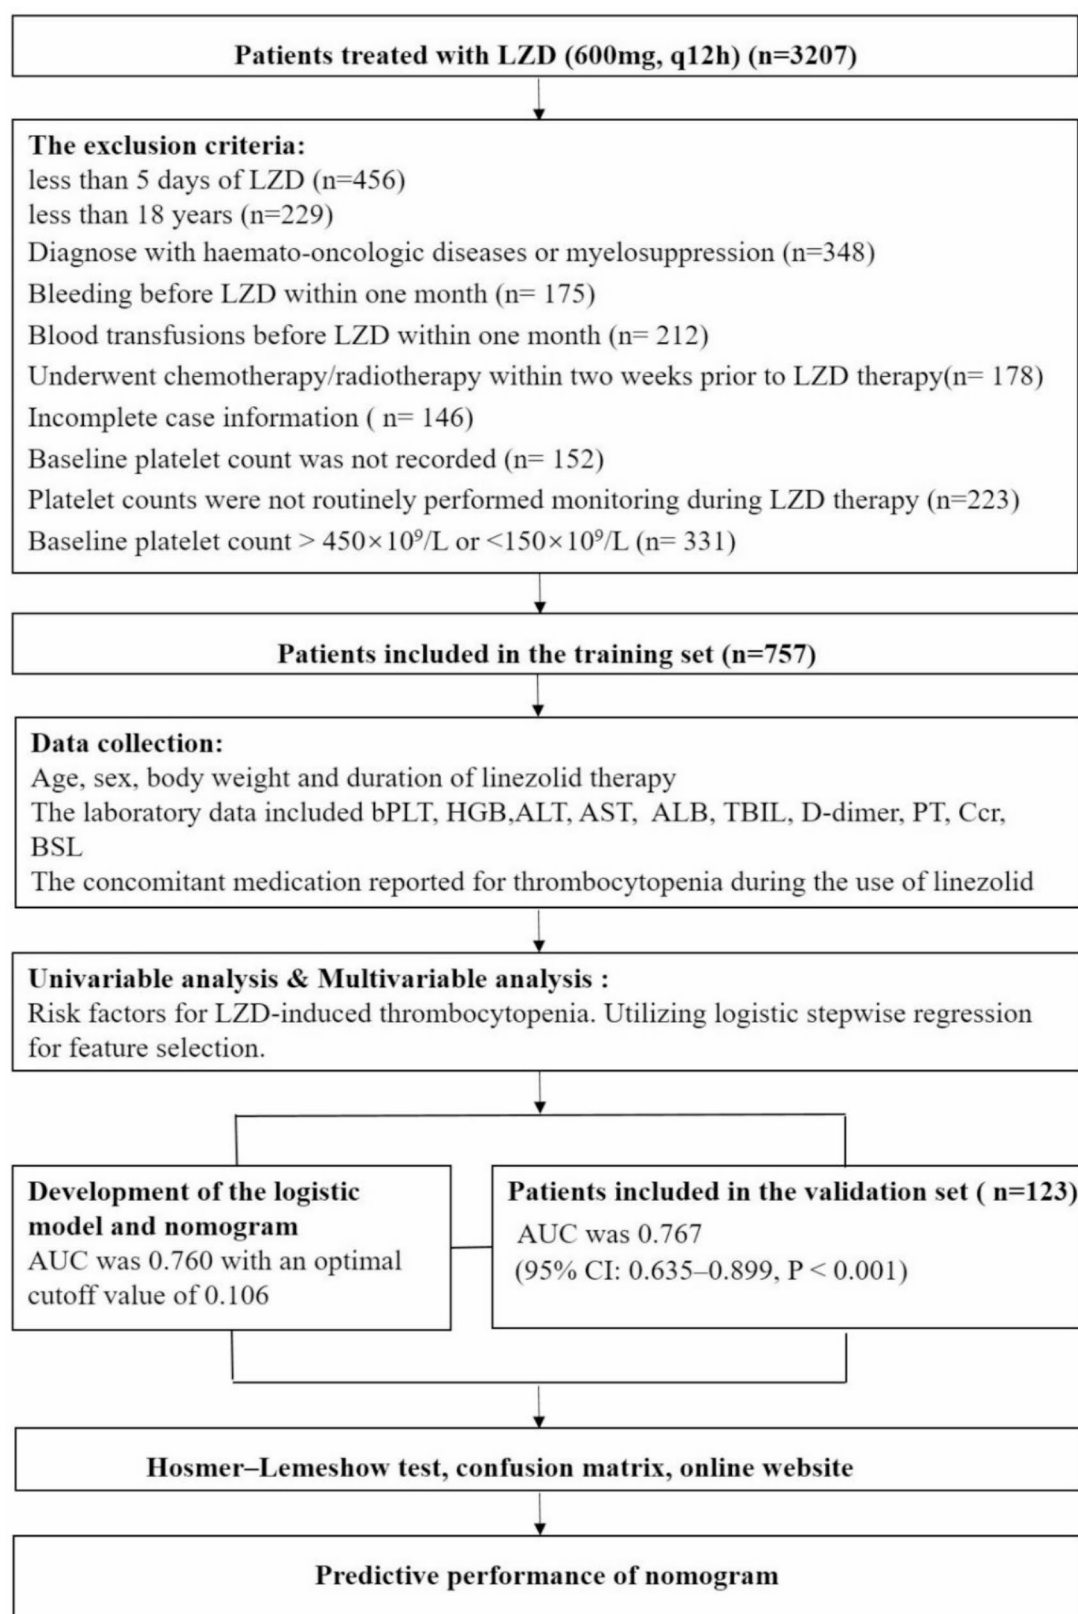 Patients treated with LZD (600mg, q12h) (n=3207)
The exclusion criteria:
less than 5 days of LZD (n=456)
less than 18 years (n=229)
Diagnose with haemato-oncologic diseases or myelosuppression (n=348)
Bleeding before LZD within one month (n= 175)
Blood transfusions before LZD within one month (n= 212)
Underwent chemotherapy/radiotherapy within two weeks prior to LZD therapy(n= 178)
Incomplete case information ( n= 146)
Baseline platelet count was not recorded (n= 152)
Platelet counts were not routinely performed monitoring during LZD therapy (n=223)
Baseline platelet count > 450×10⁹/L or <150×10⁹/L (n= 331)
Patients included in the training set (n=757)
Data collection:
Age, sex, body weight and duration of linezolid therapy
The laboratory data included bPLT, HGB,ALT, AST, ALB, TBIL, D-dimer, PT, Ccr,
BSL
The concomitant medication reported for thrombocytopenia during the use of linezolid
Univariable analysis & Multivariable analysis :
Risk factors for LZD-induced thrombocytopenia. Utilizing logistic stepwise regression
for feature selection.
Development of the logistic
model and nomogram
AUC was 0.760 with an optimal
cutoff value of 0.106
Patients included in the validation set ( n=123)
AUC was 0.767
(95% CI: 0.635–0.899, P < 0.001)
Hosmer–Lemeshow test, confusion matrix, online website
Predictive performance of nomogram